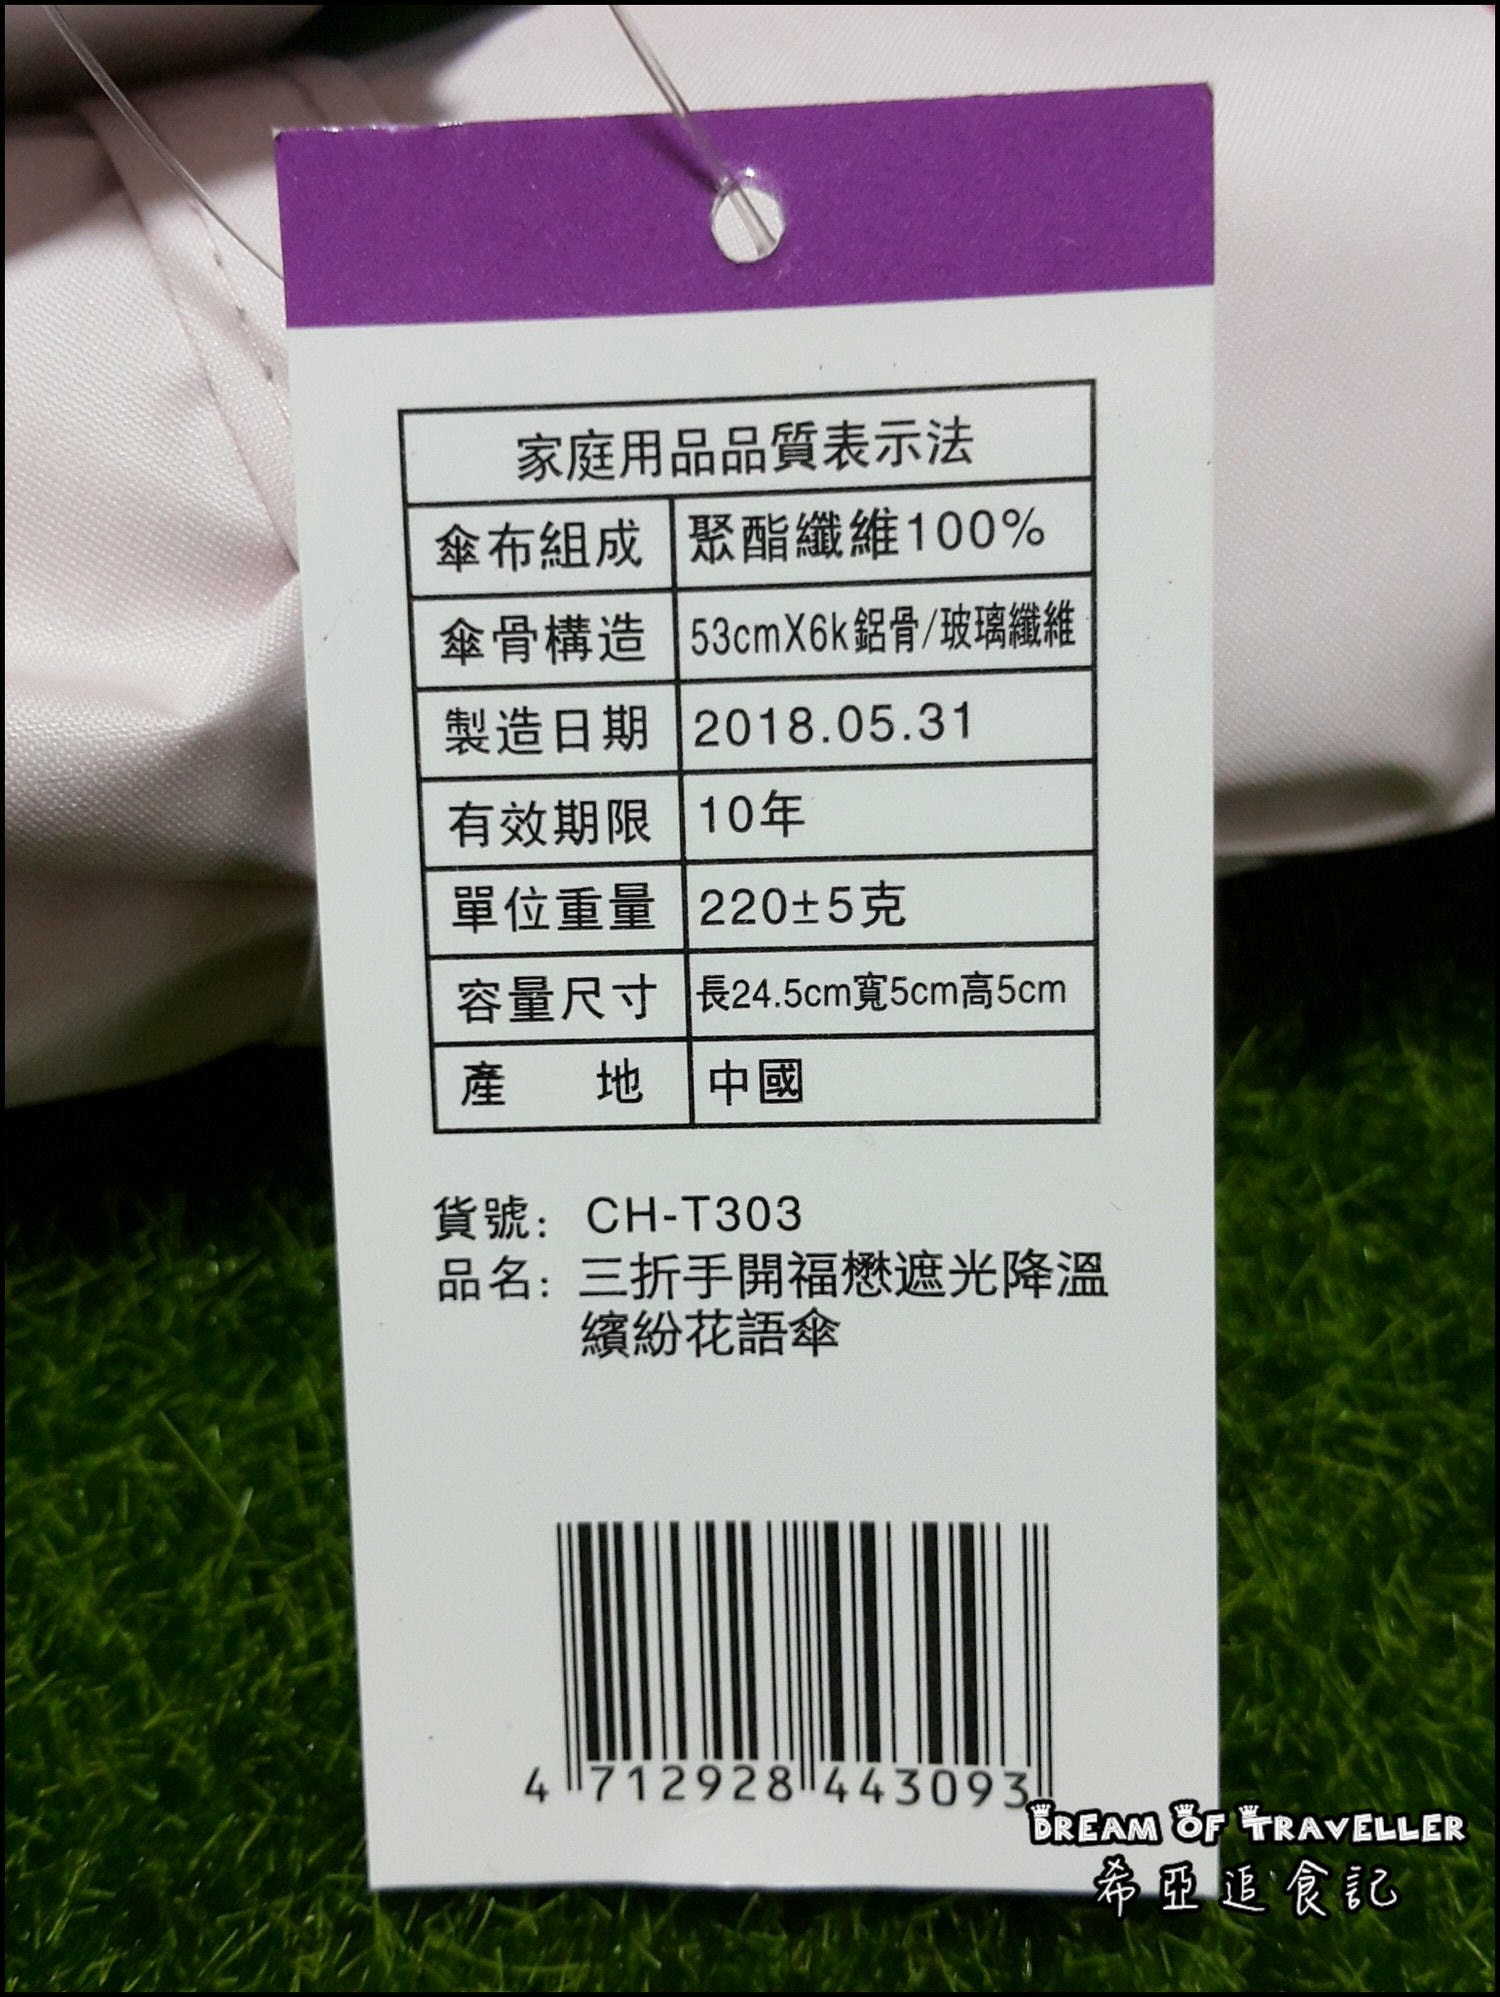 家庭用品品質表示法
傘布組成 聚酯纖維100%
傘骨構造 53cmX6k鋁骨/玻璃纖維
製造日期 2018.05.31
有效期限 10年
單位重量 220±5克
容量尺寸 長24.5cm寬5cm高5cm
產 地 中國
貨號: CH-T303
品名: 三折手開福懋遮光降溫
繽紛花語傘
4 712928 443093
DREAM OF TRAVELLER
希亞追食記